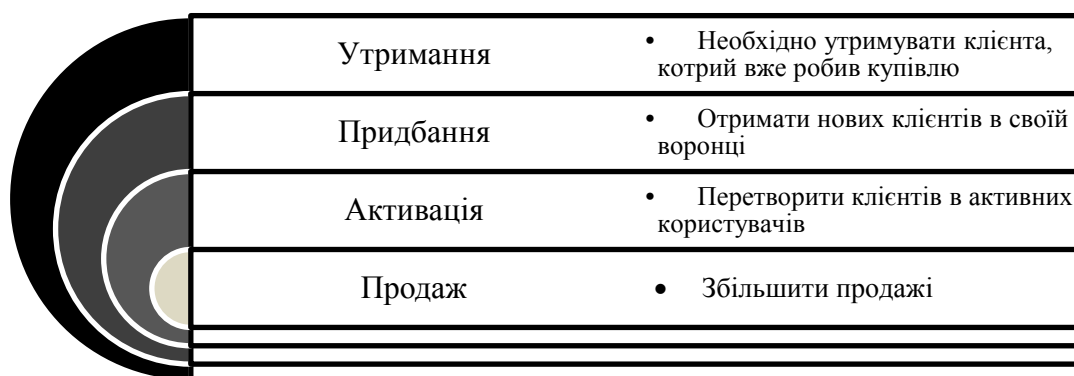 Утримання
• Необхідно утримувати клієнта,
котрий вже робив купівлю
Придбання
• Отримати нових клієнтів в своїй
воронці
Активація
• Перетворити клієнтів в активних
користувачів
Продаж
• Збільшити продажі